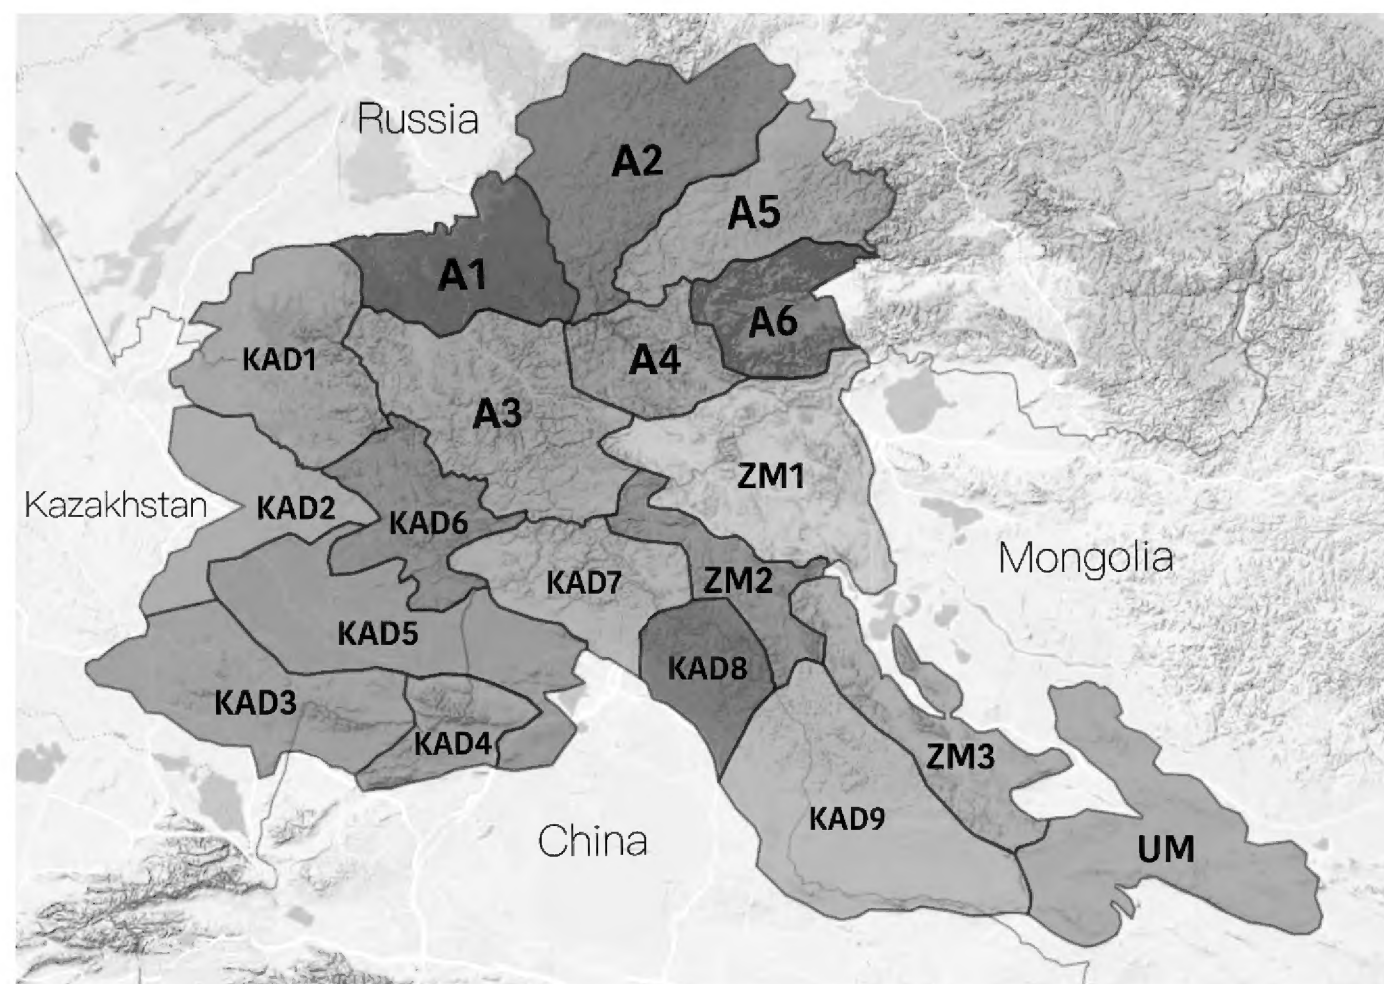 Russia
A2
A5
A1
A6
KAD1
A4
A3
ZM1
Kazakhstan
KAD2
KAD6
Mongolia
KAD7
ZM2
KAD5
KAD8
KAD3
KAD4
ZM3
KAD9
China
UM